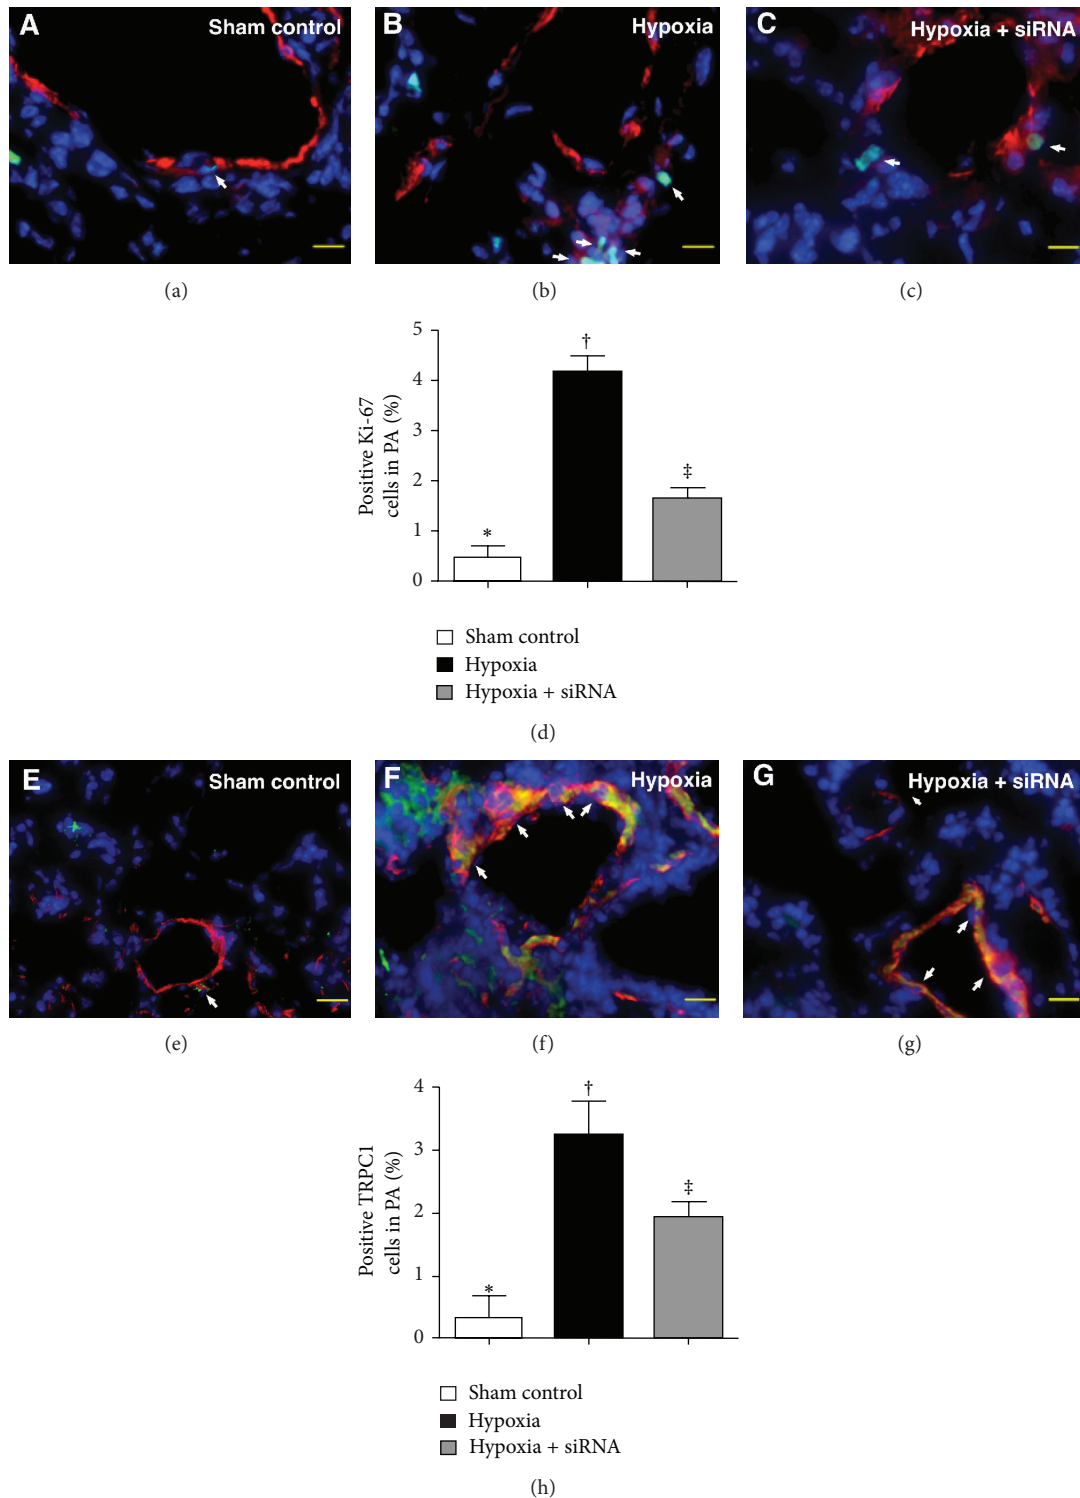 A Sham control
B Hypoxia
C Hypoxia + siRNA
(a)
(b)
(c)
5
4
3
2
1
0
Positive Ki-67
cells in PA (%)
*
†
‡
Sham control
Hypoxia
Hypoxia + siRNA
(d)
E Sham control
F Hypoxia
G Hypoxia + siRNA
(e)
(f)
(g)
4
3
2
1
0
Positive TRPC1
cells in PA (%)
*
†
‡
Sham control
Hypoxia
Hypoxia + siRNA
(h)